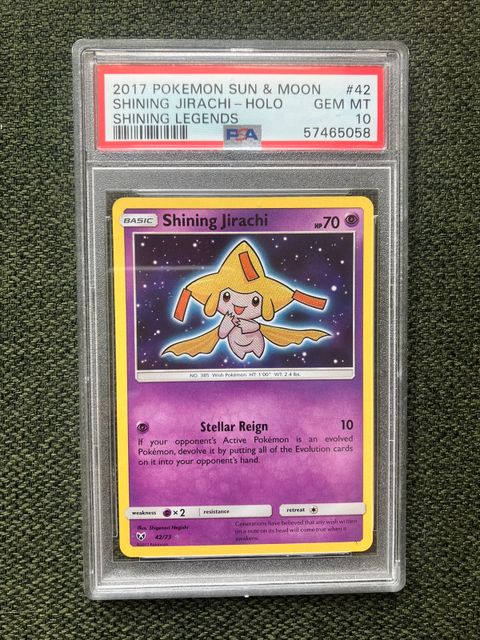 2017 POKEMON SUN & MOON #42
SHINING JIRACHI-HOLO GEM MT
SHINING LEGENDS 10
PSA 57465058
BASIC Shining Jirachi HP70
NO. 385 Wish Pokémon HT: 1'00" WT: 2.4 lbs.
Stellar Reign 10
If your opponent's Active Pokémon is an evolved
Pokémon, devolve it by putting all of the Evolution cards
on it into your opponent's hand.
weakness ×2 resistance retreat
Illus. Shigenori Negishi
42/73
Generations have believed that any wish written
on a note on its head will come true when it
awakens.
©2017 Pokémon